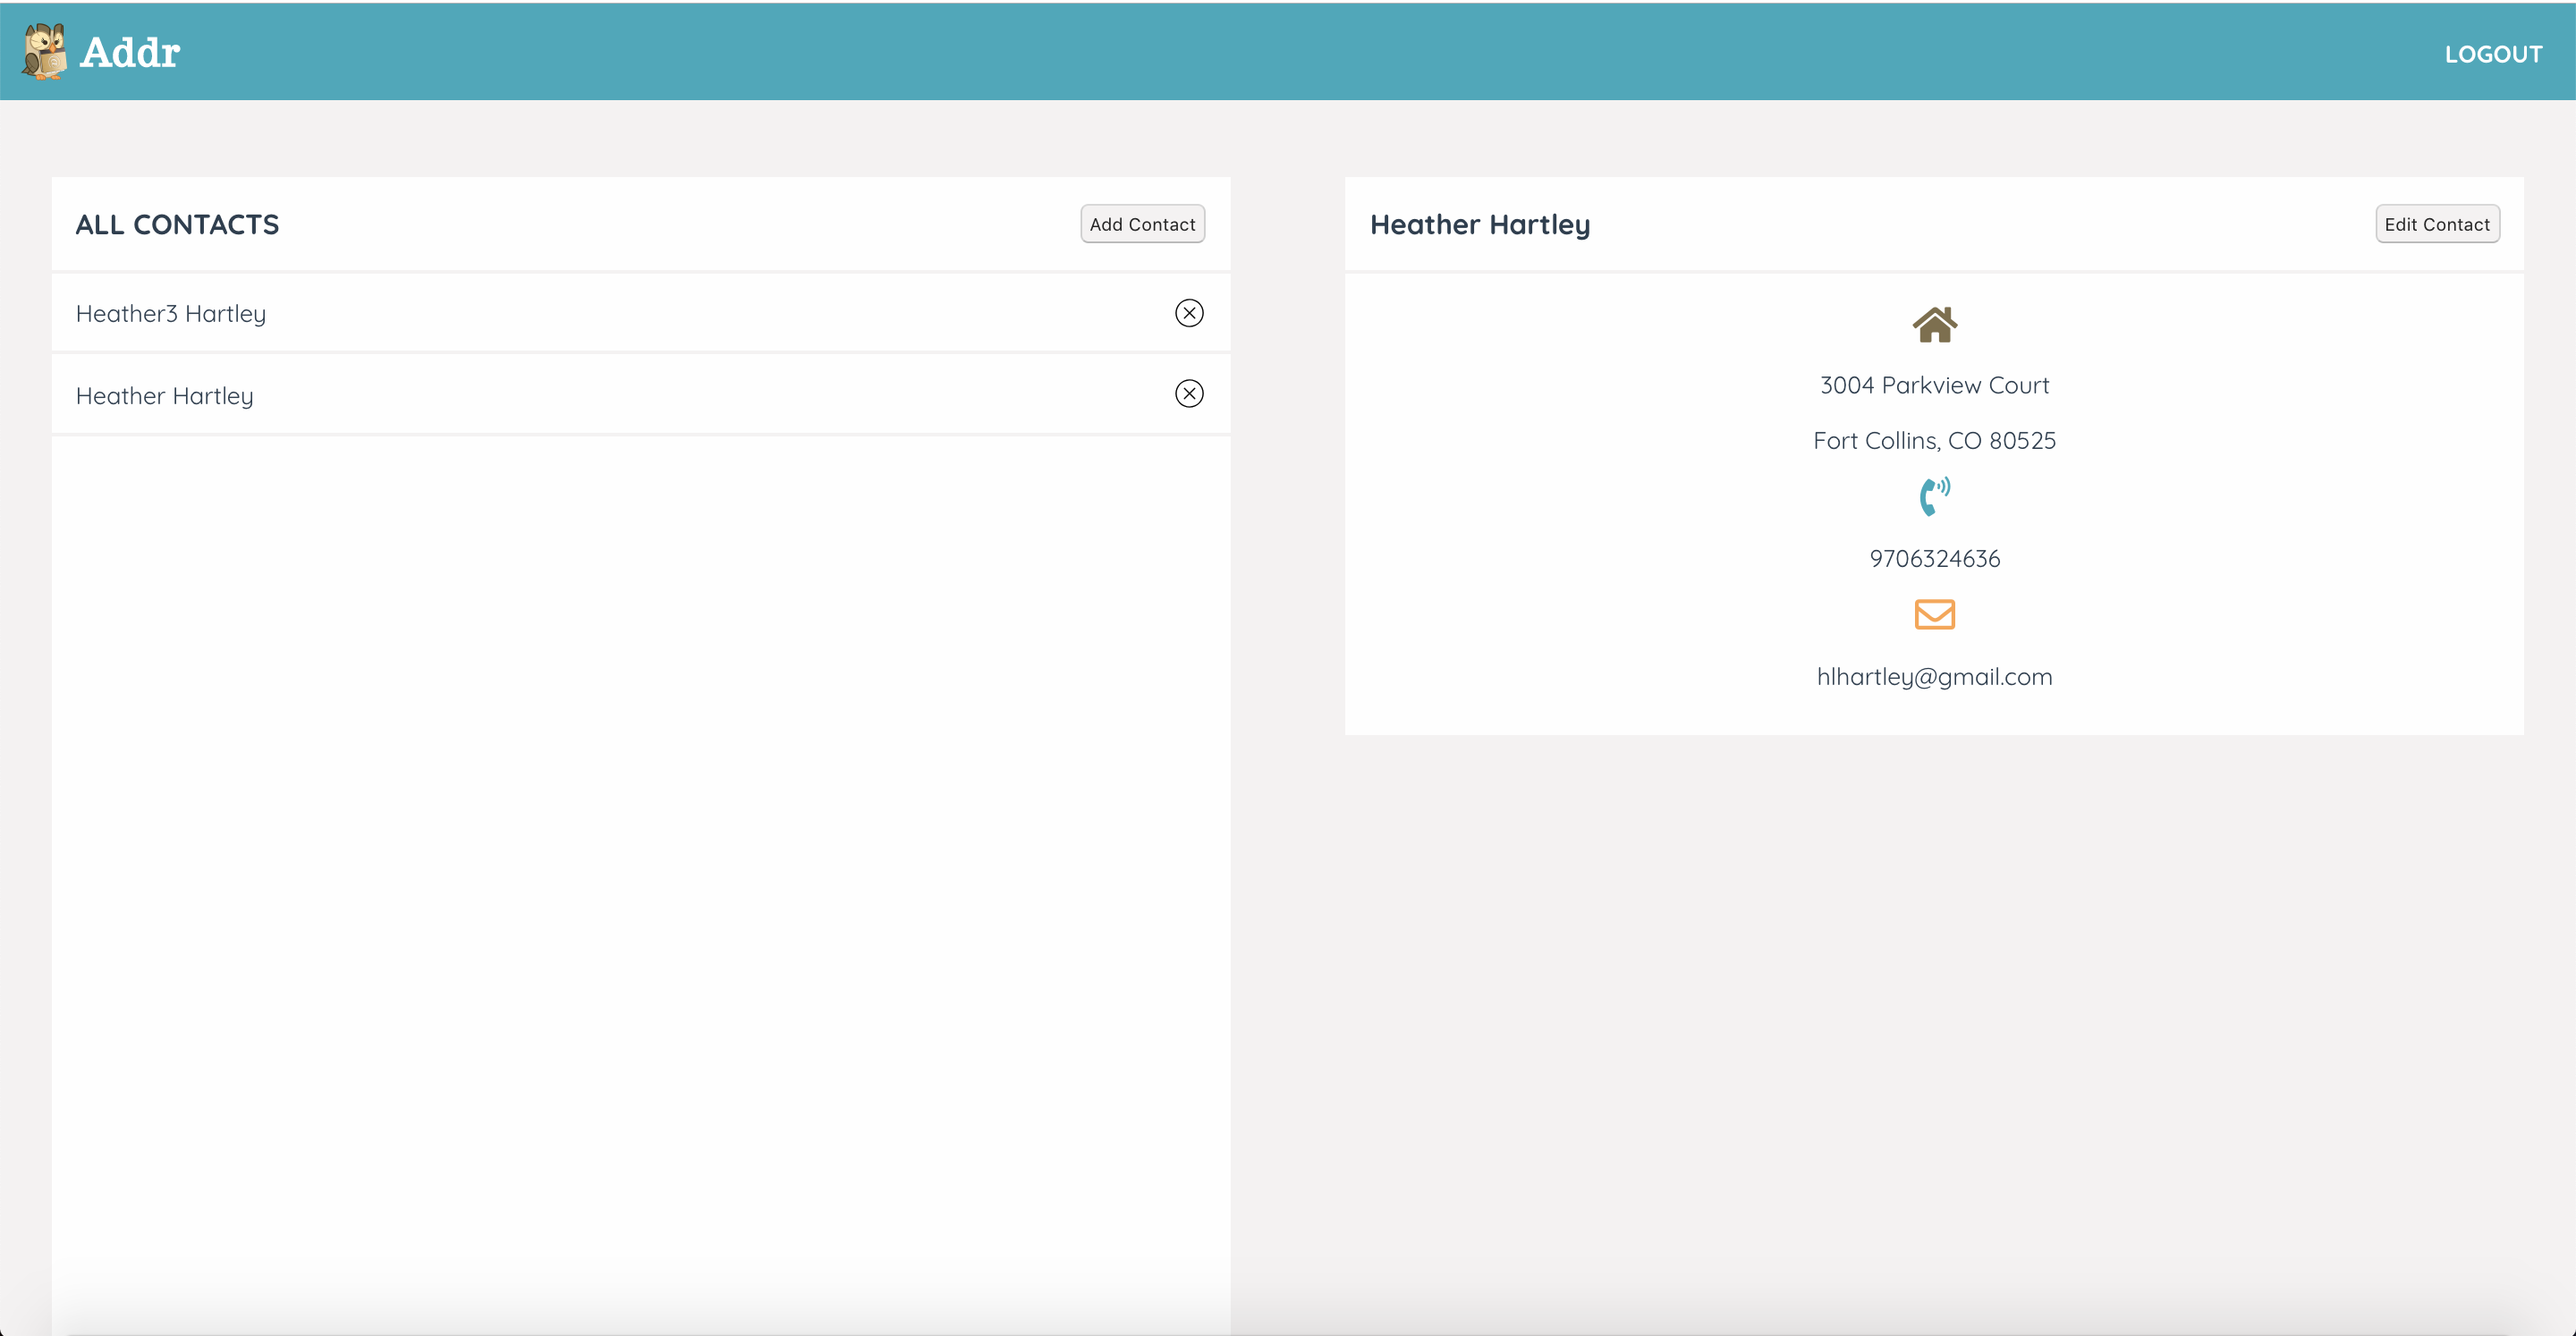 Addr
LOGOUT
ALL CONTACTS
Add Contact
Heather3 Hartley
Heather Hartley
Heather Hartley
Edit Contact
3004 Parkview Court
Fort Collins, CO 80525
9706324636
hlhartley@gmail.com